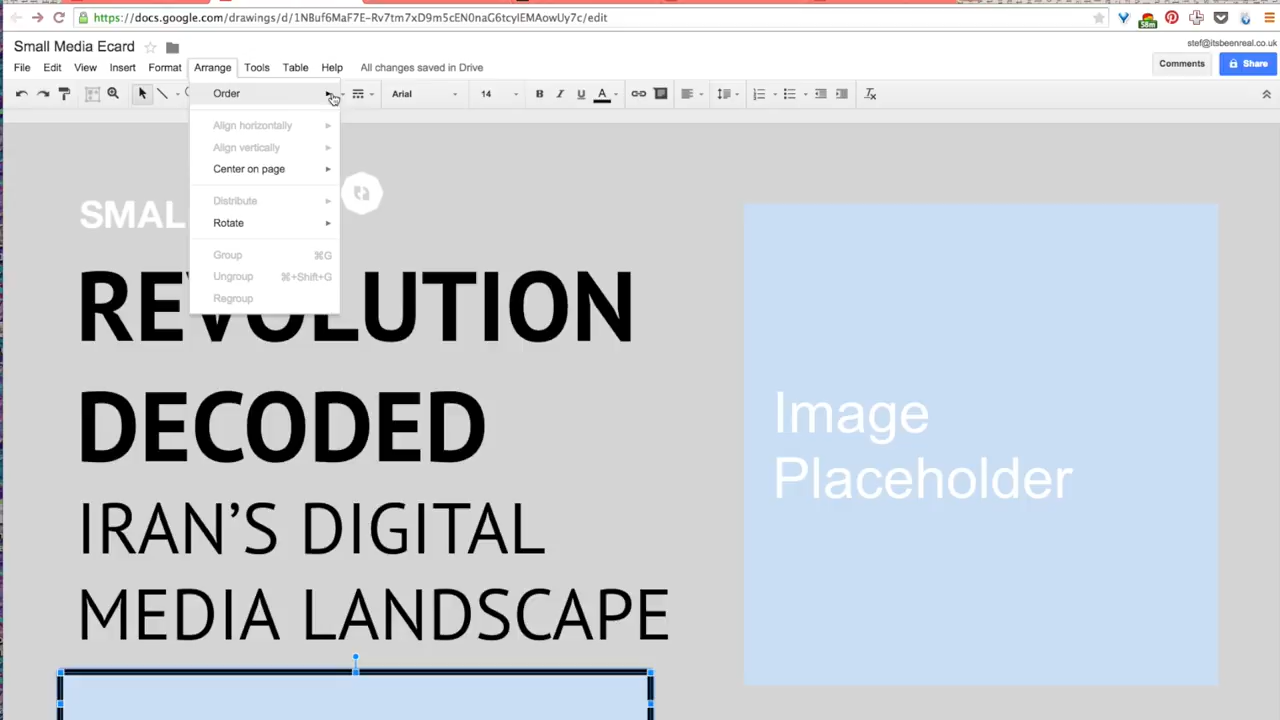 https://docs.google.com/drawings/d/1NBuf6MaF7E-Rv7tm7xD9m5cEN0naG6tcylEMAowUy7c/edit
58m
Small Media Ecard
stef@itsbeenreal.co.uk
File Edit View Insert Format Arrange Tools Table Help All changes saved in Drive
Comments
Share
Order
Arial
14
B I U A
Align horizontally
Align vertically
Center on page
Distribute
Rotate
Group ⌘G
Ungroup ⌘+Shift+G
Regroup
SMAL
REVOLUTION
DECODED
IRAN’S DIGITAL
MEDIA LANDSCAPE
Image
Placeholder